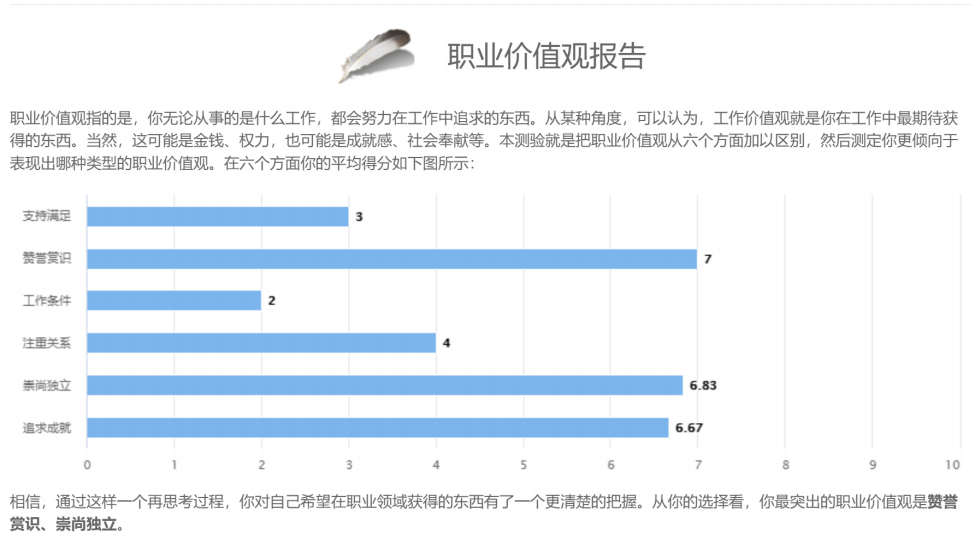 职业价值观报告
职业价值观指的是，你无论从事的是什么工作，都会努力在工作中追求的东西。从某种角度，可以认为，工作价值观就是你在工作中最期待获
得的东西。当然，这可能是金钱、权力，也可能是成就感、社会奉献等。本测验就是把职业价值观从六个方面加以区别，然后测定你更倾向于
表现出哪种类型的职业价值观。在六个方面你的平均得分如下图所示：
支持满足 3
赞誉赏识 7
工作条件 2
注重关系 4
崇尚独立 6.83
追求成就 6.67
0 1 2 3 4 5 6 7 8 9 10
相信，通过这样一个再思考过程，你对自己希望在职业领域获得的东西有了一个更清楚的把握。从你的选择看，你最突出的职业价值观是赞誉
赏识、崇尚独立。